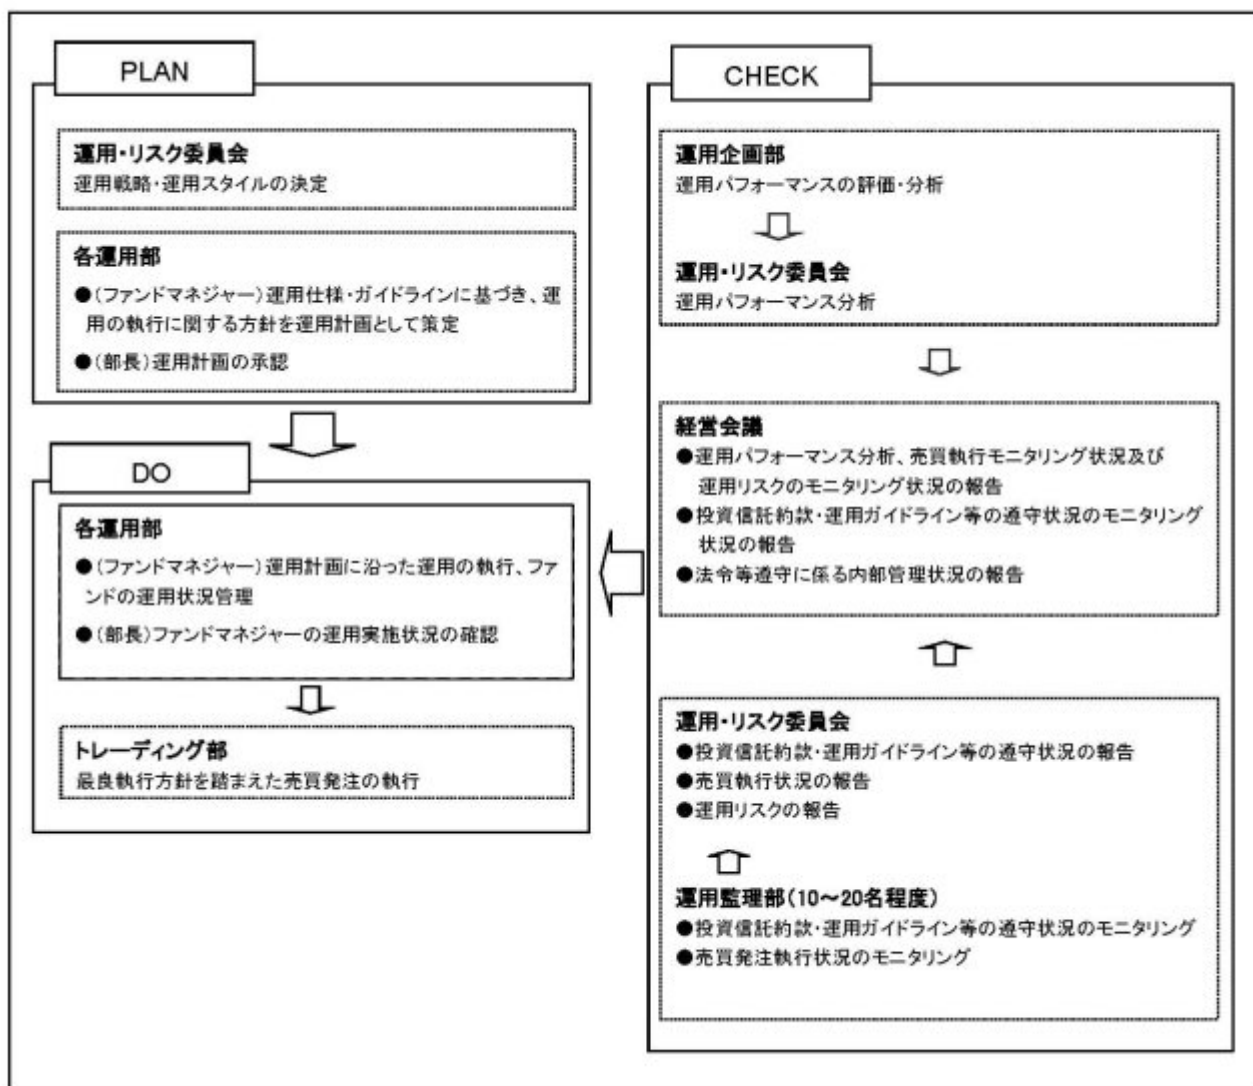 PLAN
運用・リスク委員会
運用戦略・運用スタイルの決定
各運用部
●(ファンドマネジャー)運用仕様・ガイドラインに基づき、運
用の執行に関する方針を運用計画として策定
●(部長)運用計画の承認
DO
各運用部
●(ファンドマネジャー)運用計画に沿った運用の執行、ファ
ンドの運用状況管理
●(部長)ファンドマネジャーの運用実施状況の確認
トレーディング部
最良執行方針を踏まえた売買発注の執行
CHECK
運用企画部
運用パフォーマンスの評価・分析
運用・リスク委員会
運用パフォーマンス分析
経営会議
●運用パフォーマンス分析、売買執行モニタリング状況及び
運用リスクのモニタリング状況の報告
●投資信託約款・運用ガイドライン等の遵守状況のモニタリング
状況の報告
●法令等遵守に係る内部管理状況の報告
運用・リスク委員会
●投資信託約款・運用ガイドライン等の遵守状況の報告
●売買執行状況の報告
●運用リスクの報告
運用監理部(10～20名程度)
●投資信託約款・運用ガイドライン等の遵守状況のモニタリング
●売買発注執行状況のモニタリング